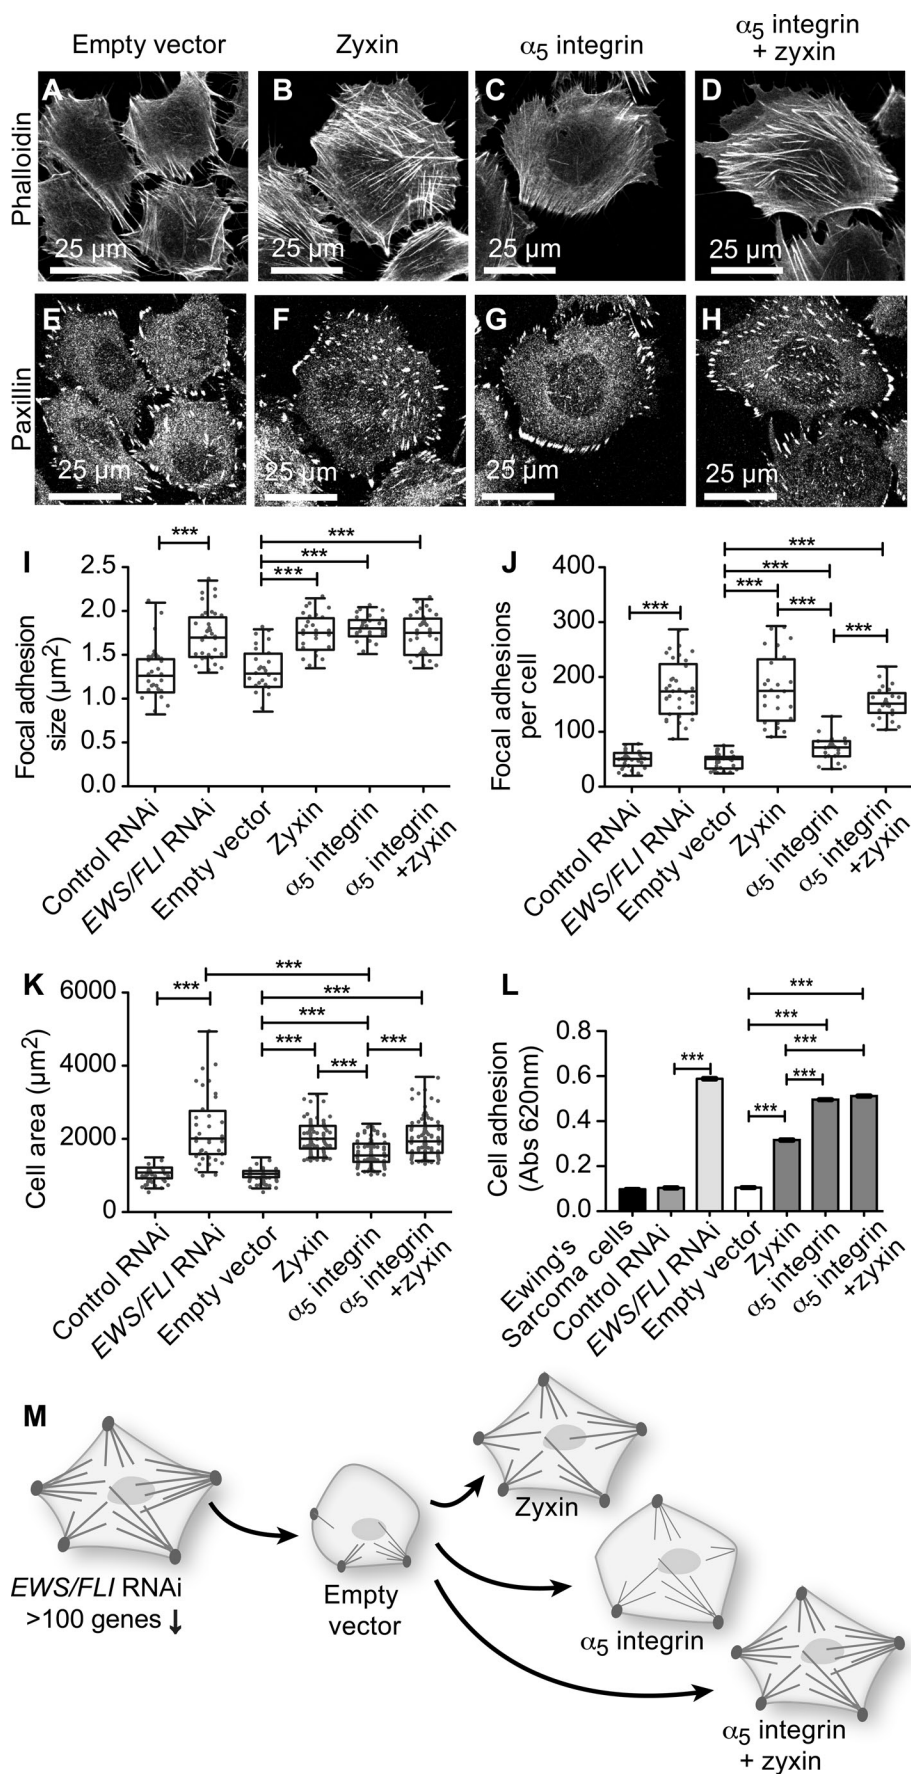 Empty vector
Zyxin
α5 integrin
α5 integrin
+ zyxin
Phalloidin
A
B
C
D
25 µm
25 µm
25 µm
25 µm
Paxillin
E
F
G
H
25 µm
25 µm
25 µm
25 µm
I
***
***
***
***
Focal adhesion
size (µm²)
2.5
2.0
1.5
1.0
0.5
0.0
Control RNAi
EWS/FLI RNAi
Empty vector
Zyxin
α5 integrin
α5 integrin
+zyxin
J
***
***
***
***
***
***
Focal adhesions
per cell
400
300
200
100
0
Control RNAi
EWS/FLI RNAi
Empty vector
Zyxin
α5 integrin
α5 integrin
+zyxin
K
***
***
***
***
***
***
***
Cell area (µm²)
6000
4000
2000
0
Control RNAi
EWS/FLI RNAi
Empty vector
Zyxin
α5 integrin
α5 integrin
+zyxin
L
***
***
***
***
***
***
Cell adhesion
(Abs 620nm)
0.8
0.6
0.4
0.2
0.0
Ewing's
Sarcoma cells
Control RNAi
EWS/FLI RNAi
Empty vector
Zyxin
α5 integrin
α5 integrin
+zyxin
M
EWS/FLI RNAi
>100 genes ↓
Empty
vector
Zyxin
α5 integrin
α5 integrin
+ zyxin